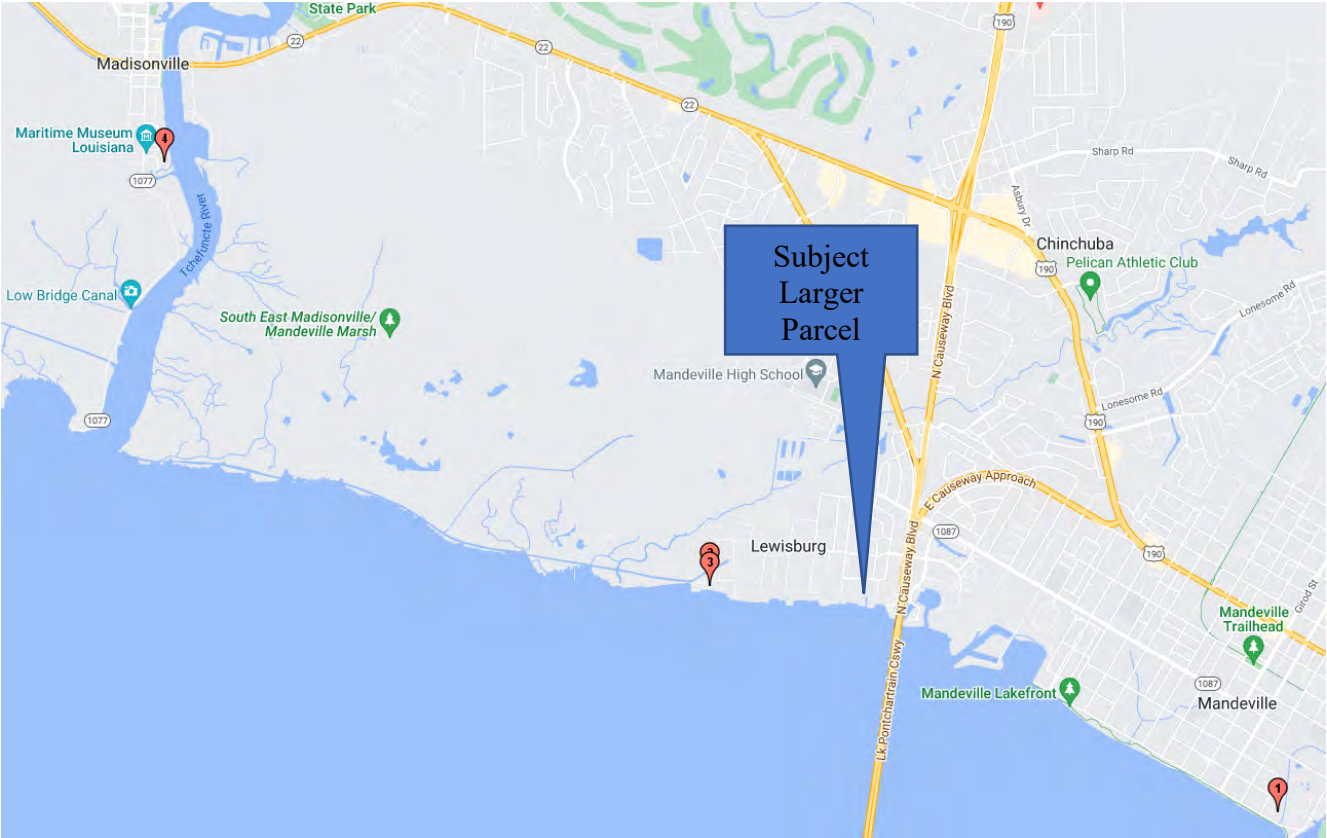 State Park
190
22
Madisonville
22
22
Maritime Museum
Louisiana
4
1077
Sharp Rd
Sharp Rd
Asbury Dr
Tchefuncte River
Subject
Larger
Parcel
Chinchuba
190
Pelican Athletic Club
Low Bridge Canal
South East Madisonville/
Mandeville Marsh
N Causeway Blvd
Lonesome Rd
Mandeville High School
Lonesome Rd
1077
190
E Causeway Approach
1087
Lewisburg
3
190
N Causeway Blvd
Girod St
Mandeville
Trailhead
Lk Pontchartrain Cswy
Mandeville Lakefront
1087
Mandeville
1